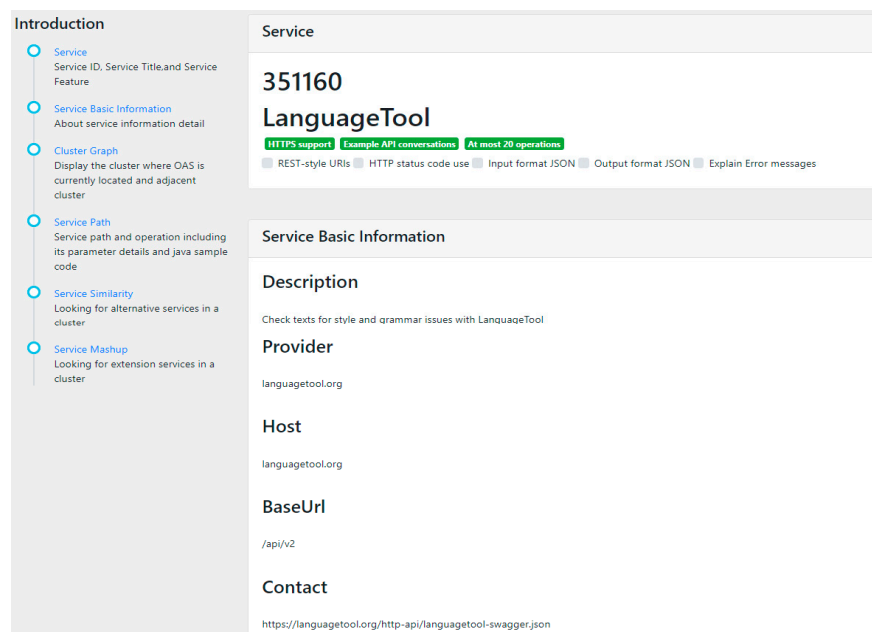 Introduction
Service
Service ID, Service Title,and Service
Feature
Service Basic Information
About service information detail
Cluster Graph
Display the cluster where OAS is
currently located and adjacent
cluster
Service Path
Service path and operation including
its parameter details and java sample
code
Service Similarity
Looking for alternative services in a
cluster
Service Mashup
Looking for extension services in a
cluster
Service
351160
LanguageTool
HTTPS support Example API conversations At most 20 operations
REST-style URIs HTTP status code use Input format JSON Output format JSON Explain Error messages
Service Basic Information
Description
Check texts for style and grammar issues with LanguageTool
Provider
languagetool.org
Host
languagetool.org
BaseUrl
/api/v2
Contact
https://languagetool.org/http-api/languagetool-swagger.json